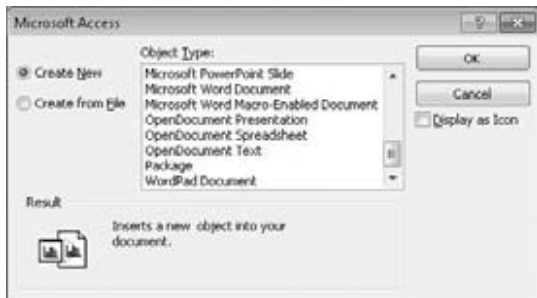 Microsoft Access
Object Type:
Create New
Create from File
Microsoft PowerPoint Slide
Microsoft Word Document
Microsoft Word Macro-Enabled Document
OpenDocument Presentation
OpenDocument Spreadsheet
OpenDocument Text
Package
WordPad Document
OK
Cancel
Display as Icon
Result
Inserts a new object into your
document.